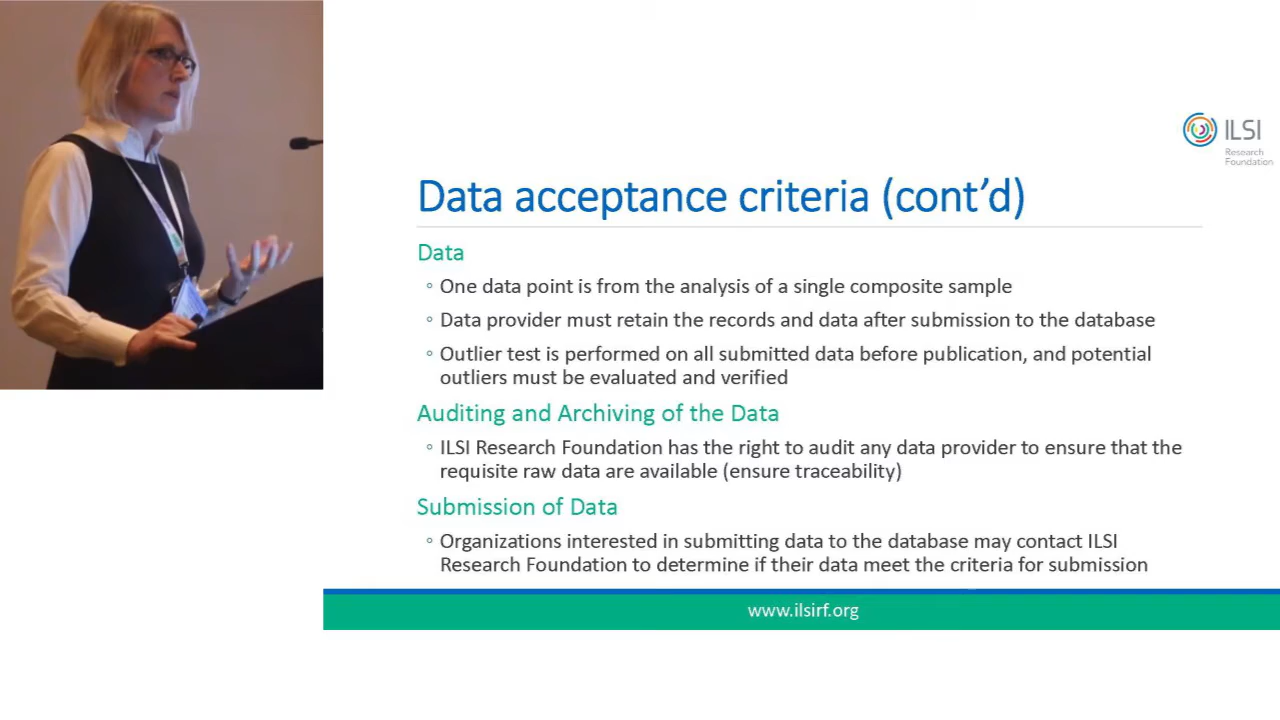 ILSI
Research
Foundation
Data acceptance criteria (cont’d)
Data
◦ One data point is from the analysis of a single composite sample
◦ Data provider must retain the records and data after submission to the database
◦ Outlier test is performed on all submitted data before publication, and potential
outliers must be evaluated and verified
Auditing and Archiving of the Data
◦ ILSI Research Foundation has the right to audit any data provider to ensure that the
requisite raw data are available (ensure traceability)
Submission of Data
◦ Organizations interested in submitting data to the database may contact ILSI
Research Foundation to determine if their data meet the criteria for submission
www.ilsirf.org